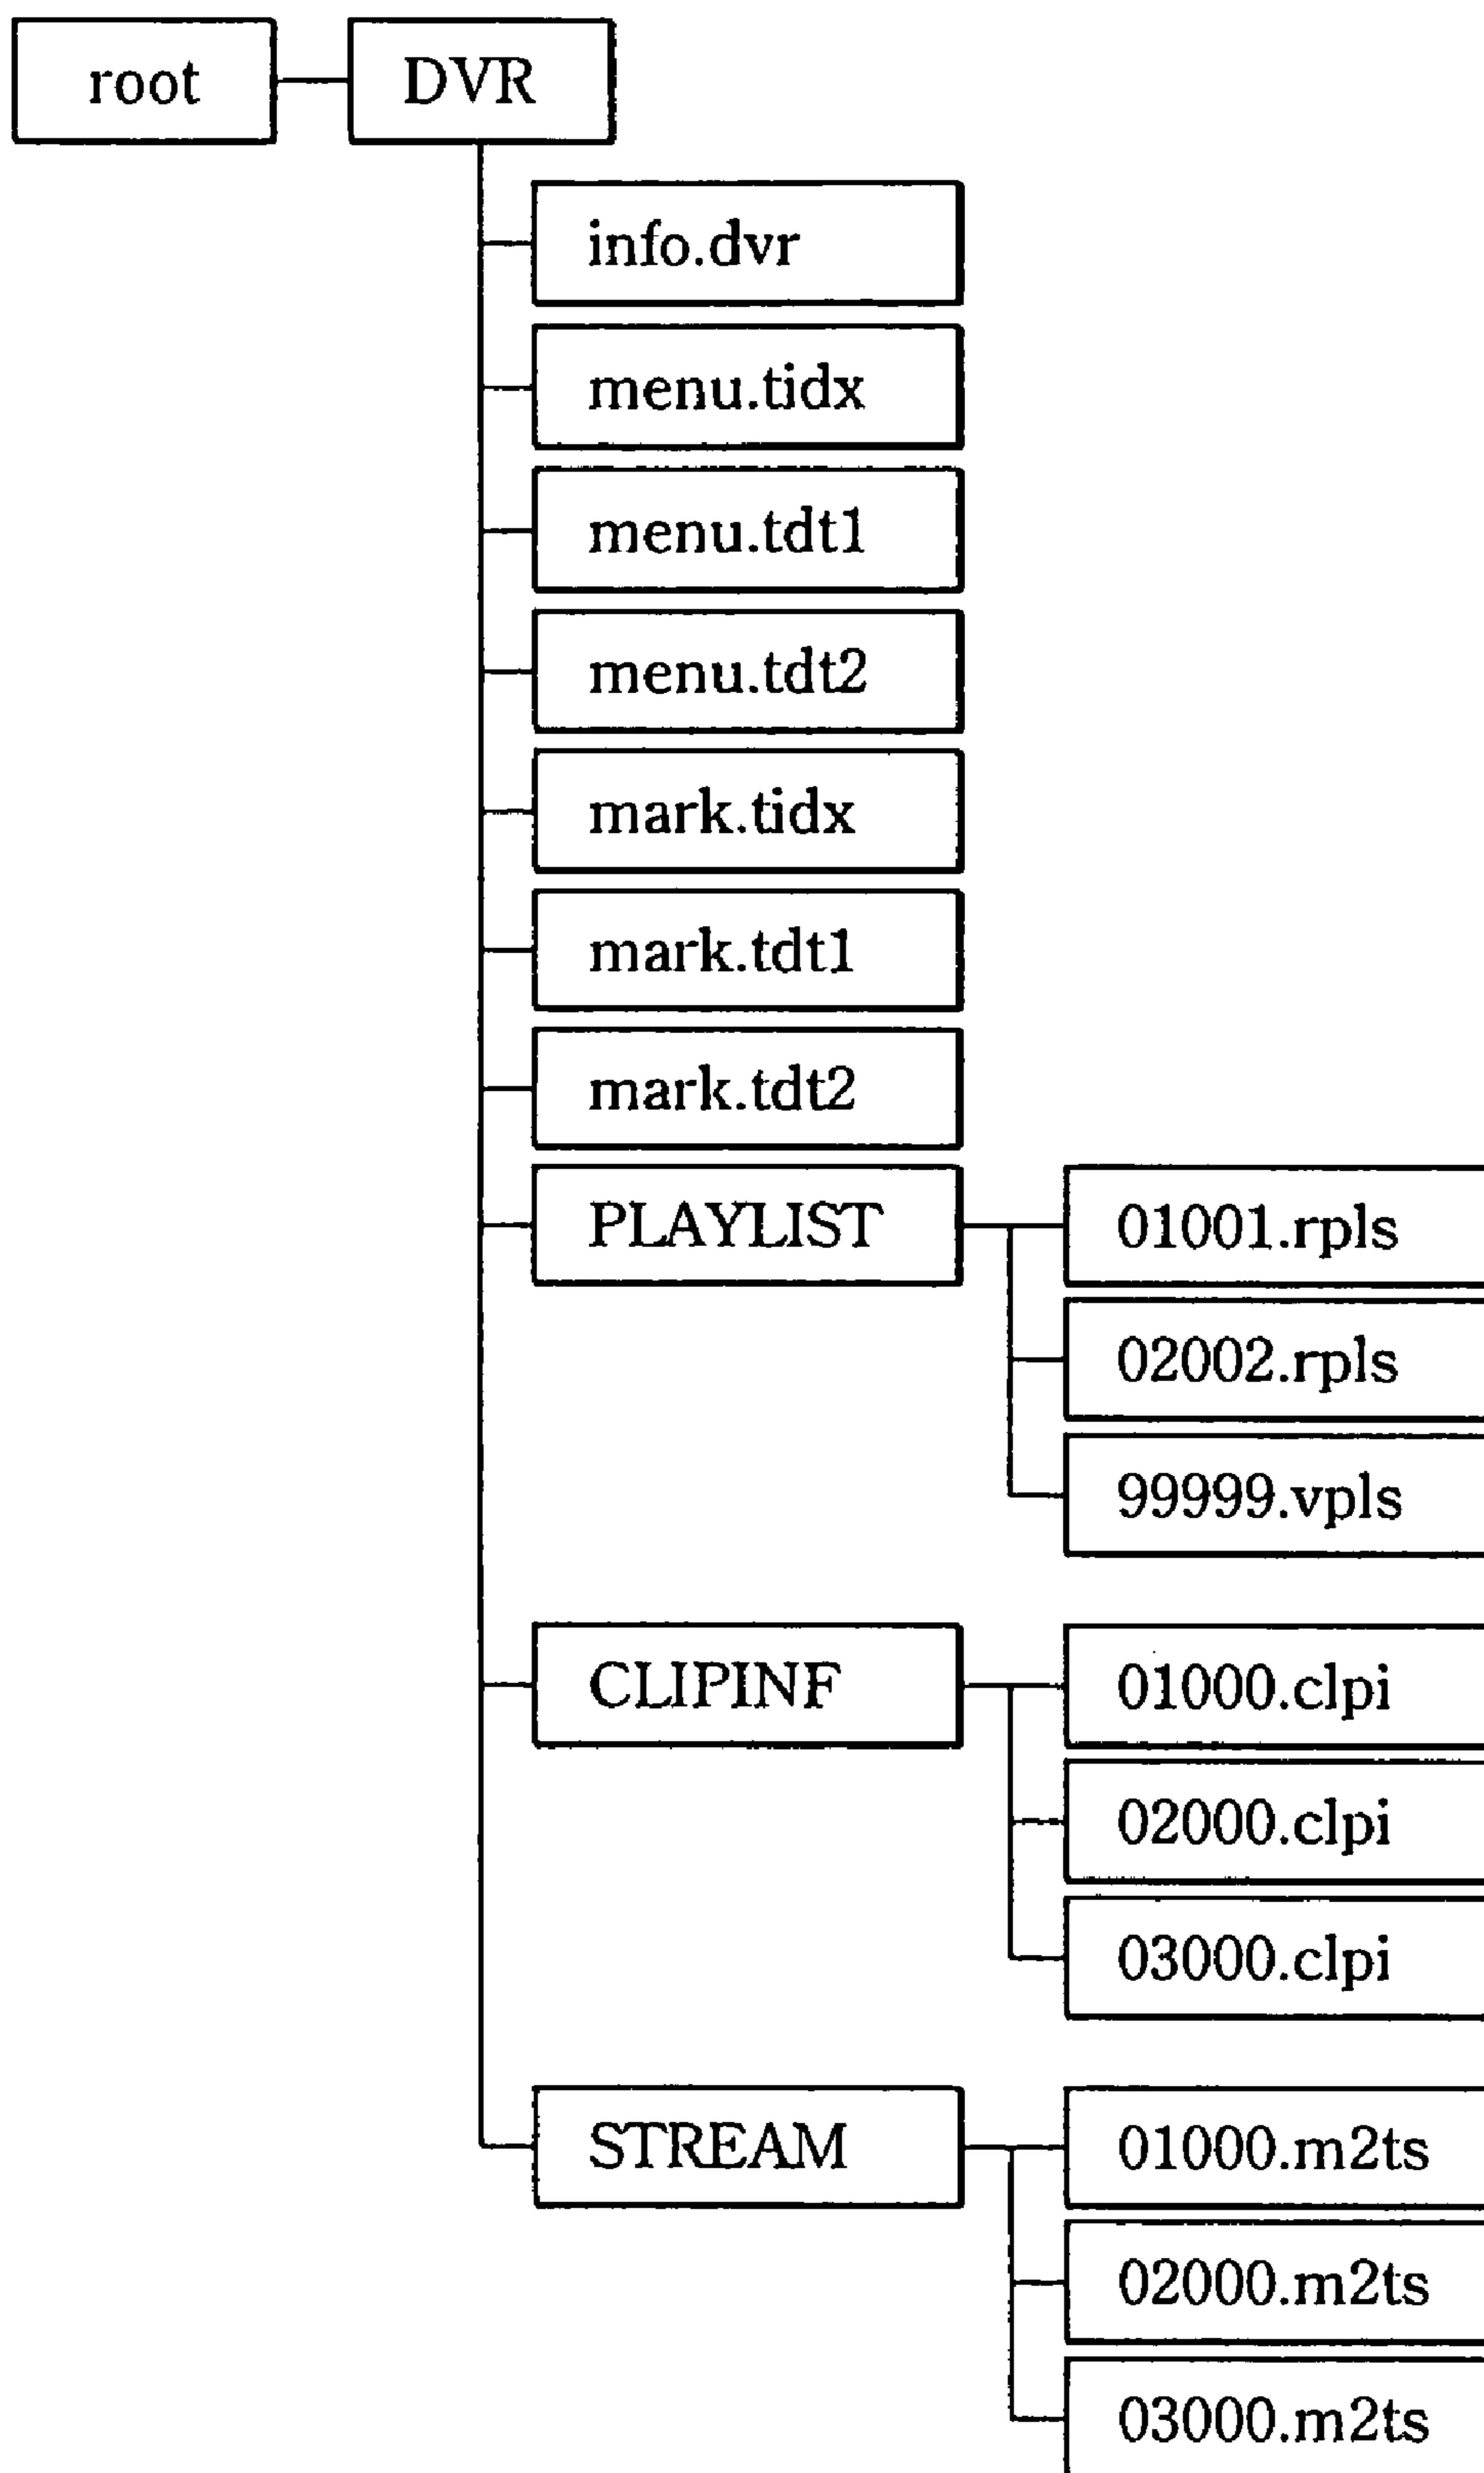 root
DVR
info.dvr
menu.tidx
menu.tdt1
menu.tdt2
mark.tidx
mark.tdt1
mark.tdt2
PLAYLIST
01001.rpls
02002.rpls
99999.vpls
CLIPINF
01000.clpi
02000.clpi
03000.clpi
STREAM
01000.m2ts
02000.m2ts
03000.m2ts